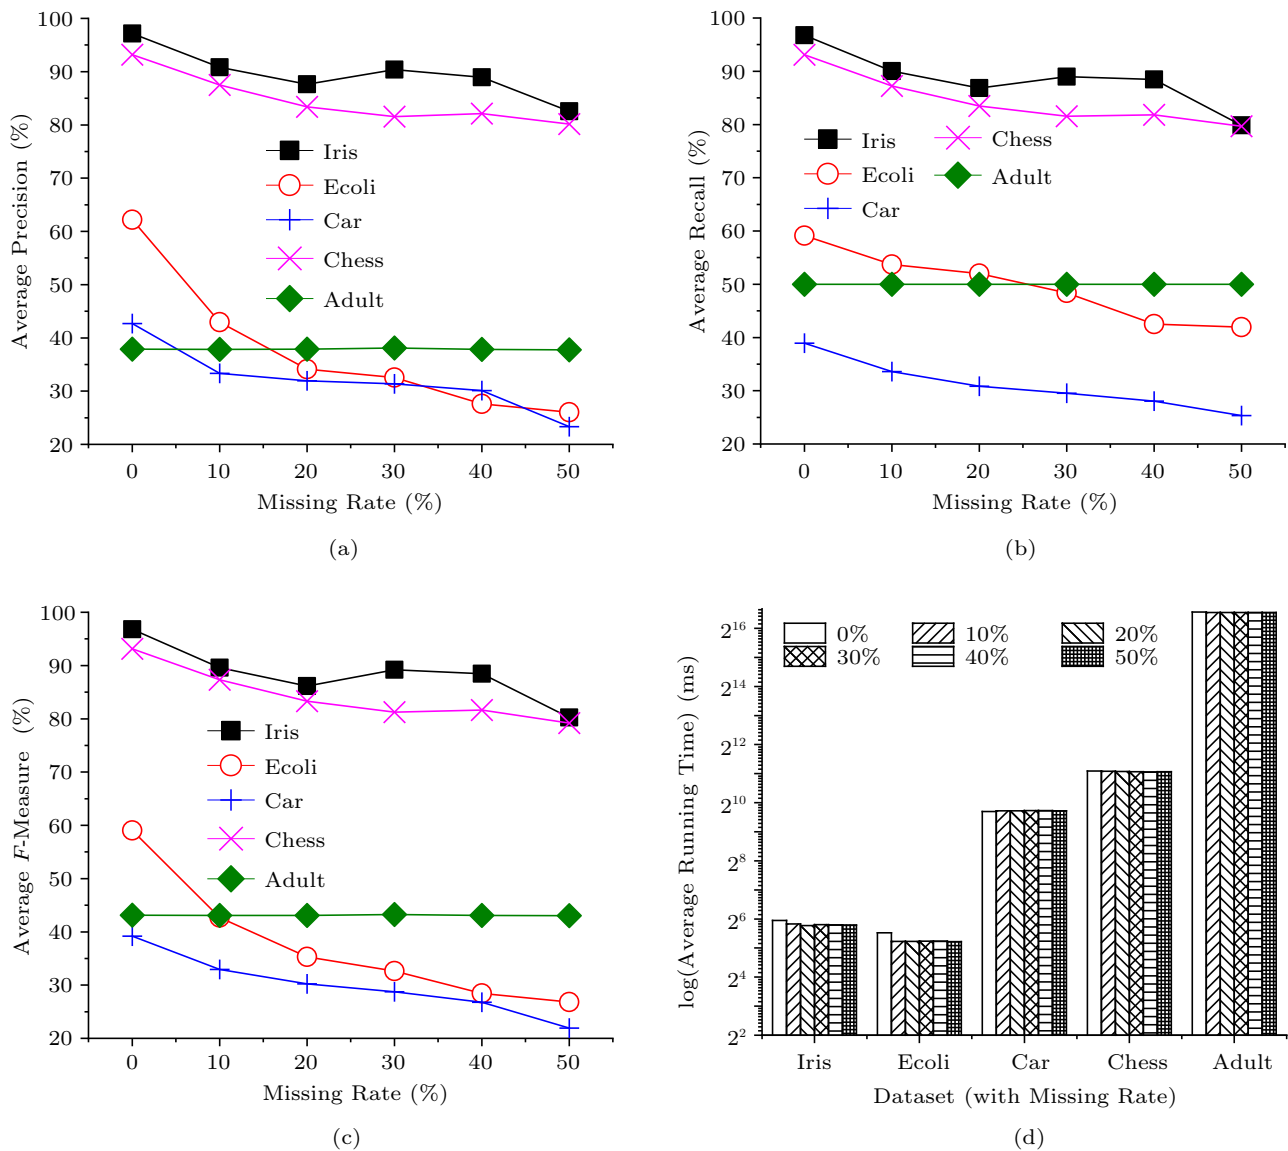 100
90
80
70
60
50
40
30
20
Average Precision (%)
Iris
Ecoli
Car
Chess
Adult
0 10 20 30 40 50
Missing Rate (%)
(a)
100
90
80
70
60
50
40
30
20
Average Recall (%)
Iris
Ecoli
Car
Chess
Adult
0 10 20 30 40 50
Missing Rate (%)
(b)
100
90
80
70
60
50
40
30
20
Average F-Measure (%)
Iris
Ecoli
Car
Chess
Adult
0 10 20 30 40 50
Missing Rate (%)
(c)
2^16
2^14
2^12
2^10
2^8
2^6
2^4
2^2
log(Average Running Time) (ms)
0% 10% 20%
30% 40% 50%
Iris Ecoli Car Chess Adult
Dataset (with Missing Rate)
(d)